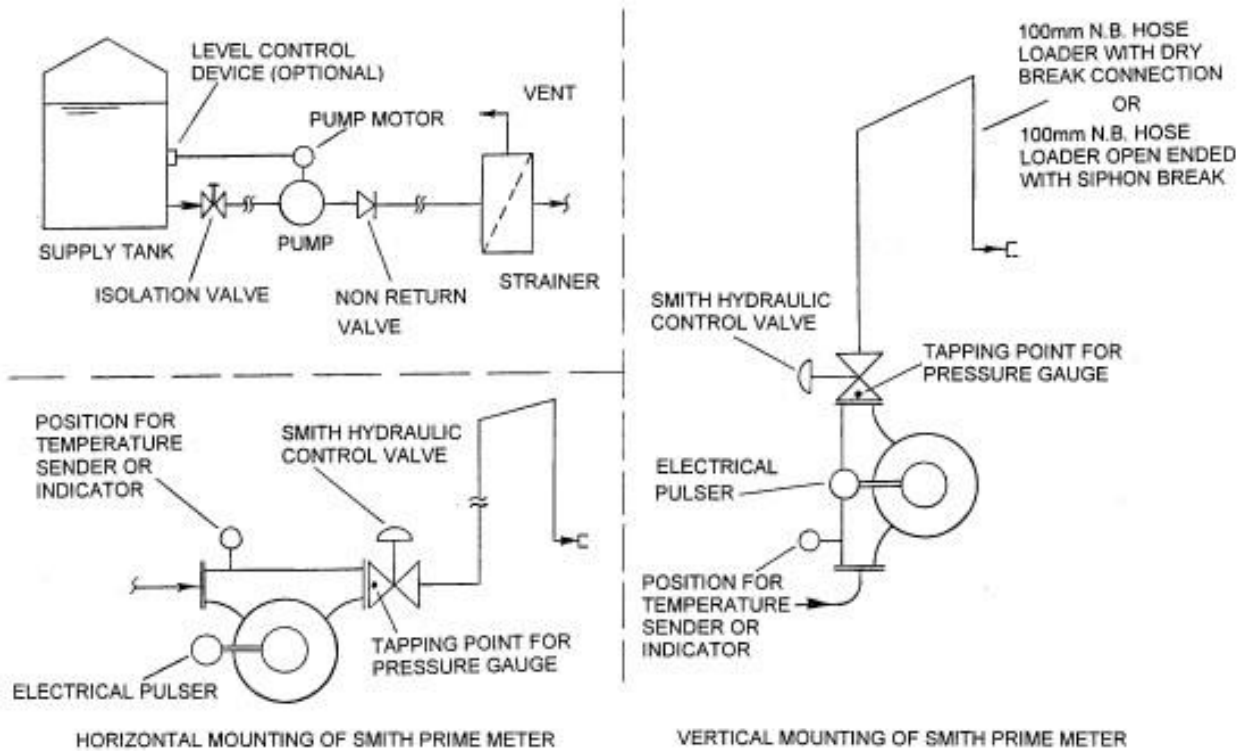 LEVEL CONTROL
DEVICE (OPTIONAL)
VENT
PUMP MOTOR
SUPPLY TANK
PUMP
ISOLATION VALVE
NON RETURN
VALVE
STRAINER
POSITION FOR
TEMPERATURE
SENDER OR
INDICATOR
SMITH HYDRAULIC
CONTROL VALVE
TAPPING POINT FOR
PRESSURE GAUGE
ELECTRICAL PULSER
HORIZONTAL MOUNTING OF SMITH PRIME METER
100mm N.B. HOSE
LOADER WITH DRY
BREAK CONNECTION
OR
100mm N.B. HOSE
LOADER OPEN ENDED
WITH SIPHON BREAK
SMITH HYDRAULIC
CONTROL VALVE
TAPPING POINT FOR
PRESSURE GAUGE
ELECTRICAL
PULSER
POSITION FOR
TEMPERATURE
SENDER OR
INDICATOR
VERTICAL MOUNTING OF SMITH PRIME METER